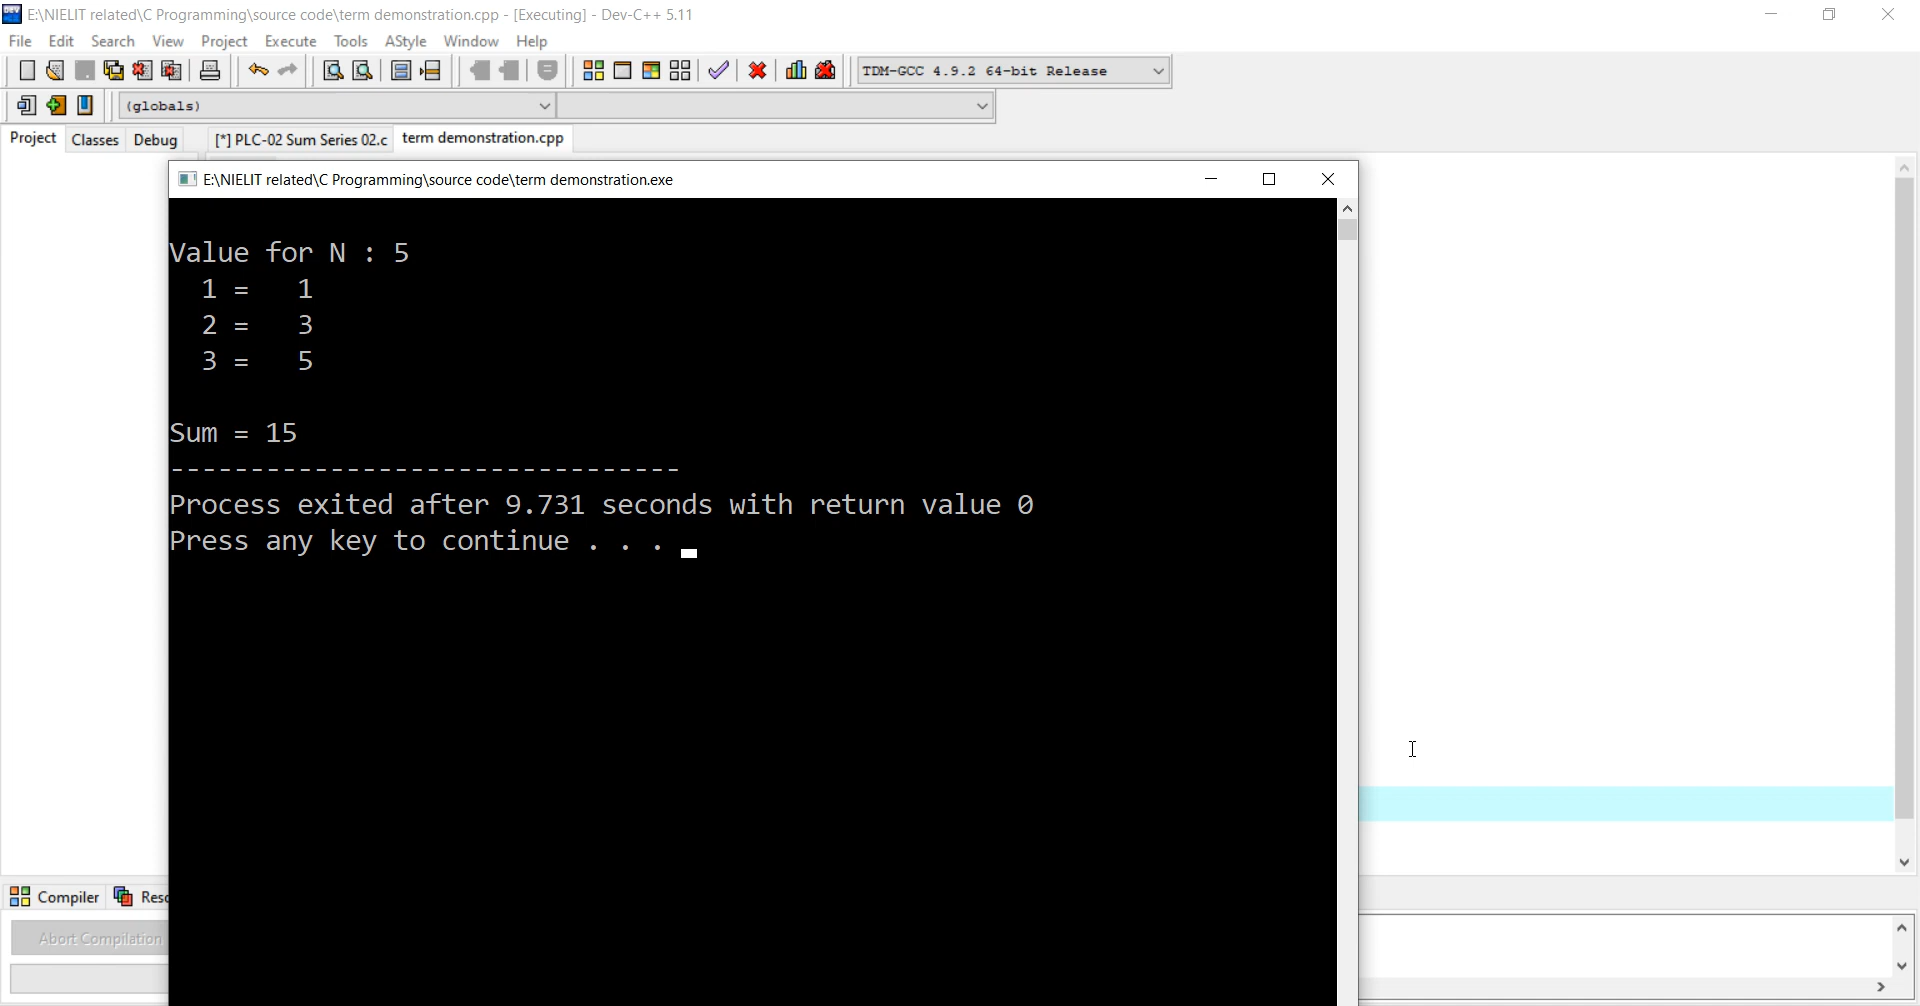 E:\NIELIT related\C Programming\source code\term demonstration.cpp - [Executing] - Dev-C++ 5.11
File Edit Search View Project Execute Tools AStyle Window Help
TDM-GCC 4.9.2 64-bit Release
(globals)
Project Classes Debug [*] PLC-02 Sum Series 02.c term demonstration.cpp
E:\NIELIT related\C Programming\source code\term demonstration.exe
Value for N : 5
1 = 1
2 = 3
3 = 5
Sum = 15
--------------------------------
Process exited after 9.731 seconds with return value 0
Press any key to continue . . .
Compiler
Abort Compilation